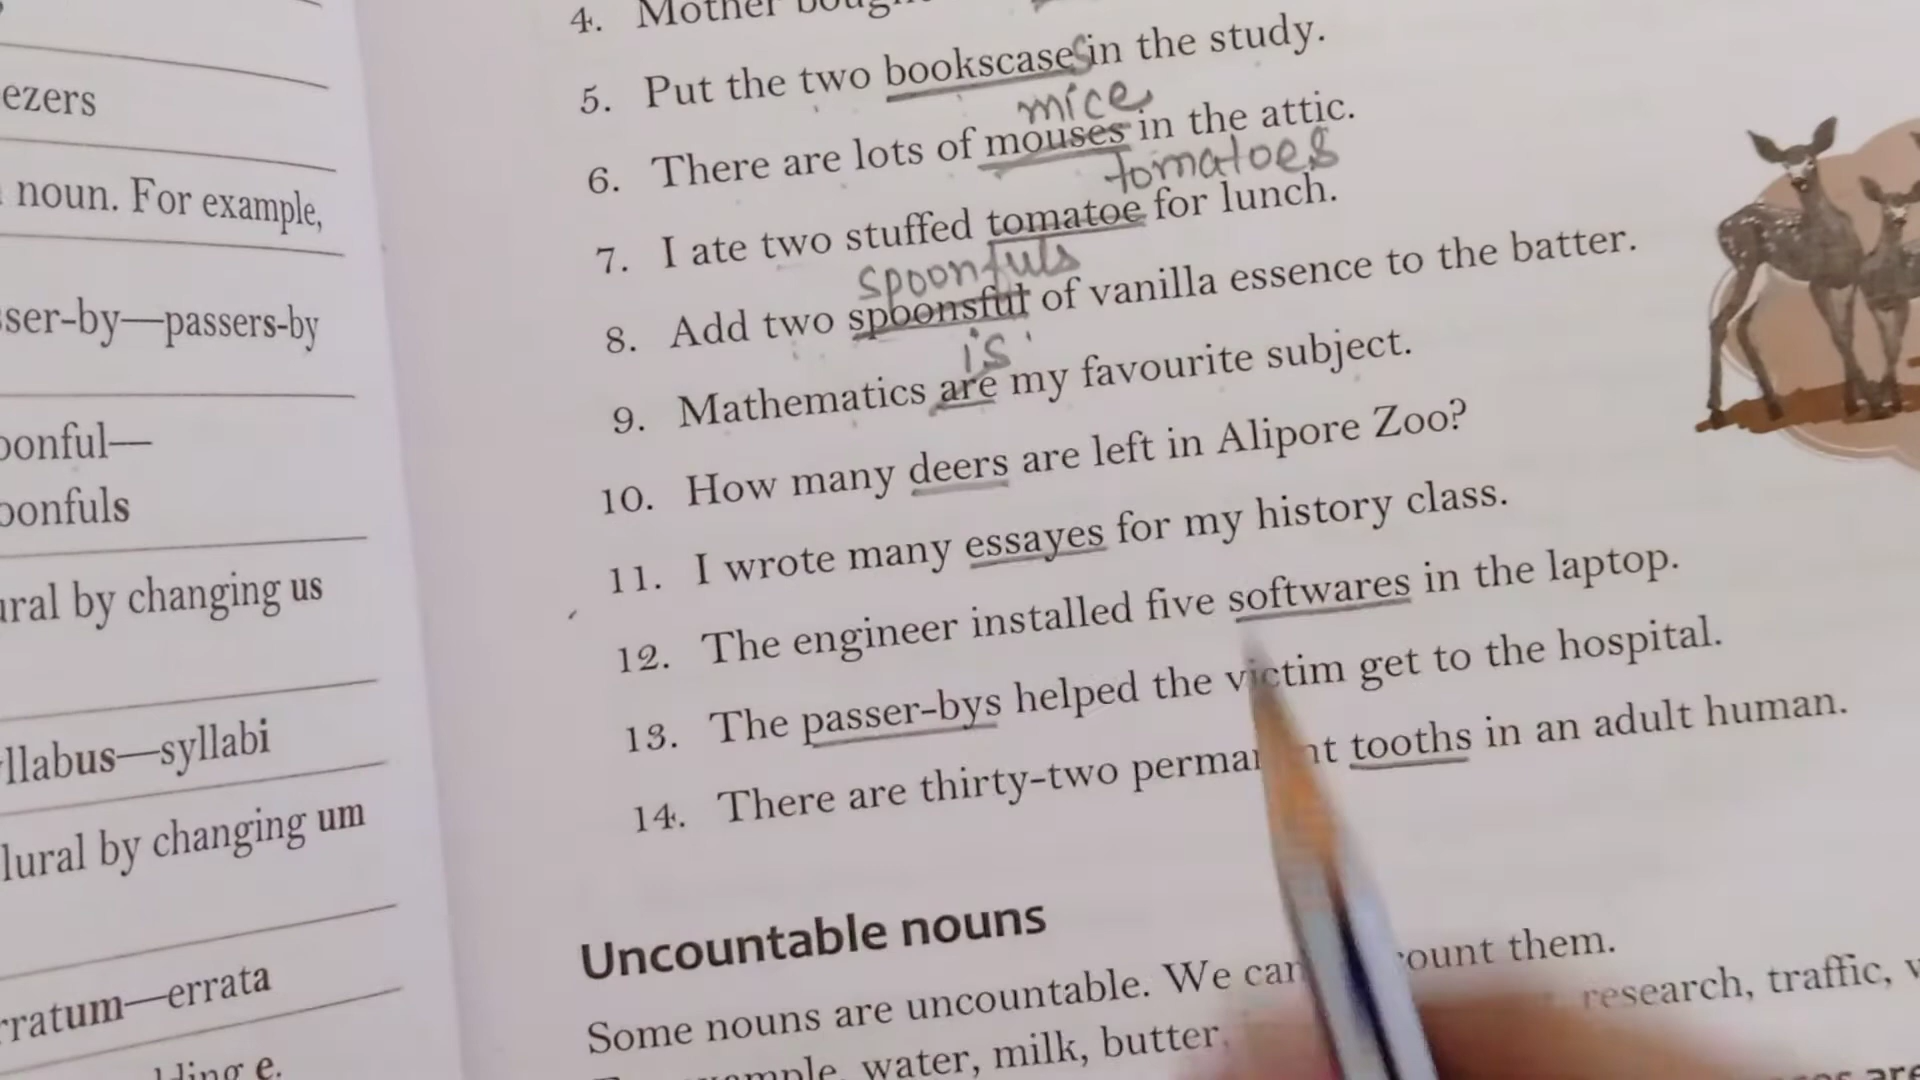 ezers
noun. For example,
ser-by—passers-by
oonful—
oonfuls
ural by changing us
llabus—syllabi
lural by changing um
rratum—errata
e.
4. Mother
5. Put the two bookscase in the study.
s
mice
6. There are lots of mouses in the attic.
tomatoes
7. I ate two stuffed tomatoe for lunch.
spoonfuls
8. Add two spoonsful of vanilla essence to the batter.
is
9. Mathematics are my favourite subject.
10. How many deers are left in Alipore Zoo?
11. I wrote many essayes for my history class.
12. The engineer installed five softwares in the laptop.
13. The passer-bys helped the victim get to the hospital.
14. There are thirty-two tooths in an adult human.
Uncountable nouns
Some nouns are uncountable. We can ount them.
water, milk, butter, research, traffic,